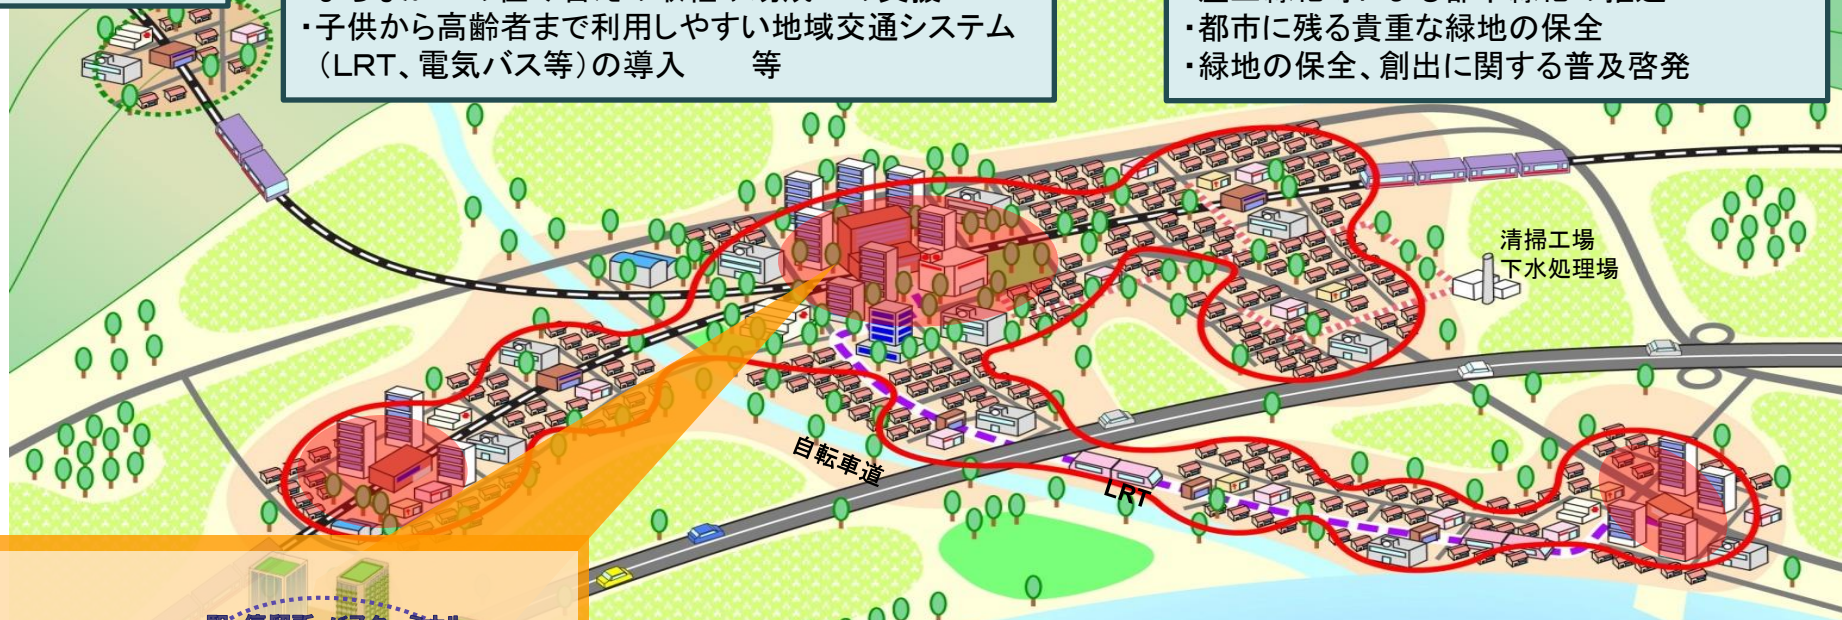 ・子供から高齢者まで利用しやすい地域交通システム
（LRT、電気バス等）の導入　　等
・都市に残る貴重な緑地の保全
・緑地の保全、創出に関する普及啓発
清掃工場
下水処理場
自転車道
LRT